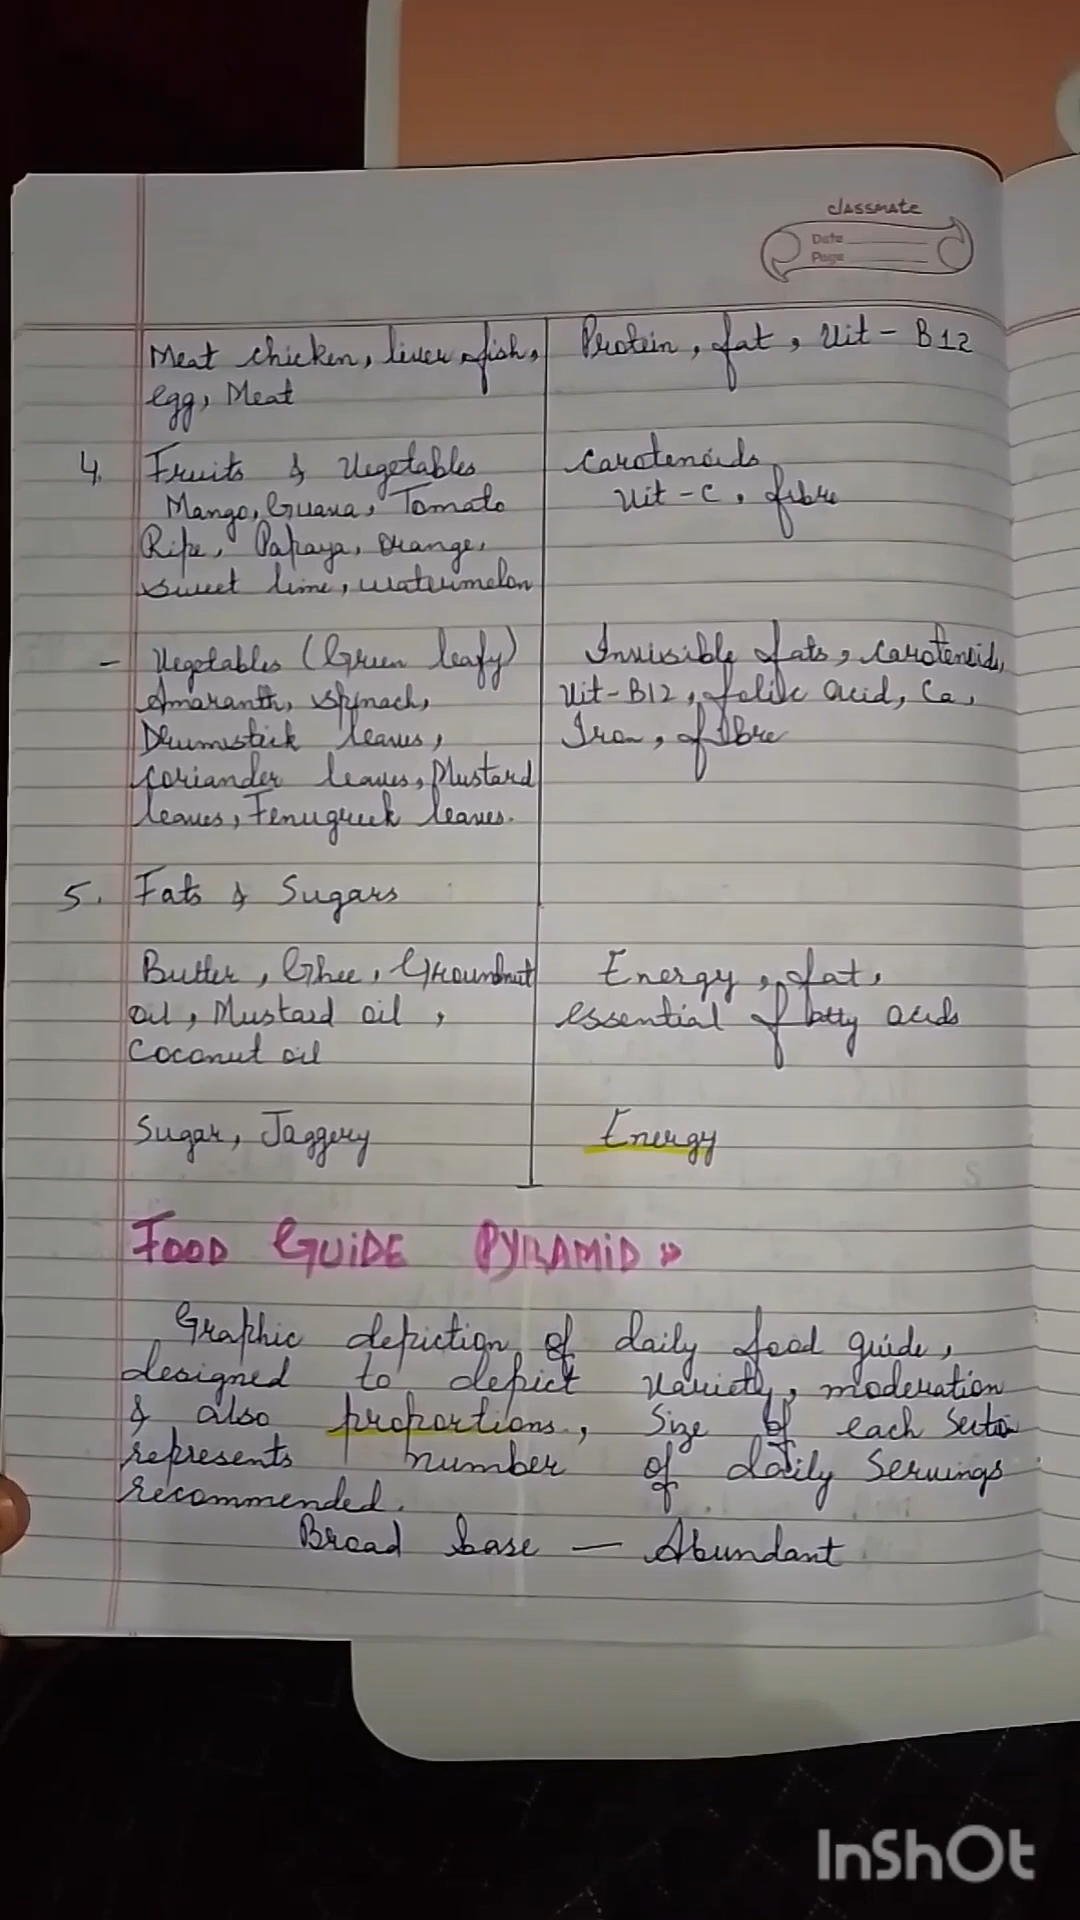 classmate
Date
Page
Meat chicken, liver, fish, Protein, fat, Vit - B12
egg, Meat
4. Fruits & Vegetables Carotenoids
Mango, Guava, Tomato Vit - C, fibre
Ripe, Papaya, Orange,
sweet lime, watermelon
- Vegetables (Green leafy) Invisible fats, carotenoids,
Amaranth, spinach, Vit-B12, folic acid, Ca,
Drumstick leaves, Iron, fibre
coriander leaves, Mustard
leaves, Fenugreek leaves.
5. Fats & Sugars
Butter, Ghee, Groundnut Energy, fat,
oil, Mustard oil, essential fatty acids
Coconut oil
Sugar, Jaggery Energy
FOOD GUIDE PYRAMID »
Graphic depiction of daily food guide,
designed to depict variety, moderation
& also proportions, Size of each section
represents number of daily Servings
recommended.
Broad base — Abundant
InShOt